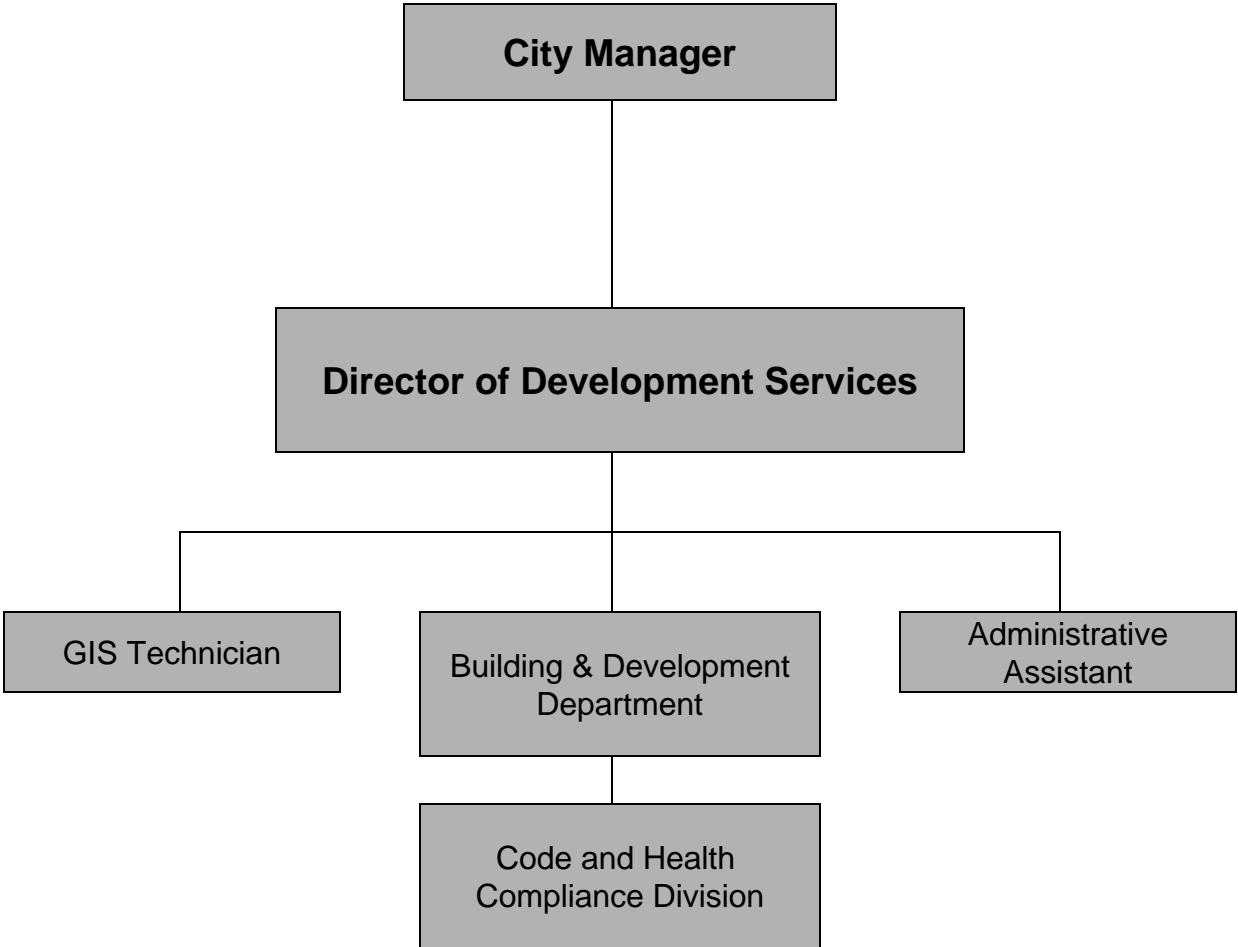 City Manager
Director of Development Services
GIS Technician
Building & Development
Department
Administrative
Assistant
Code and Health
Compliance Division